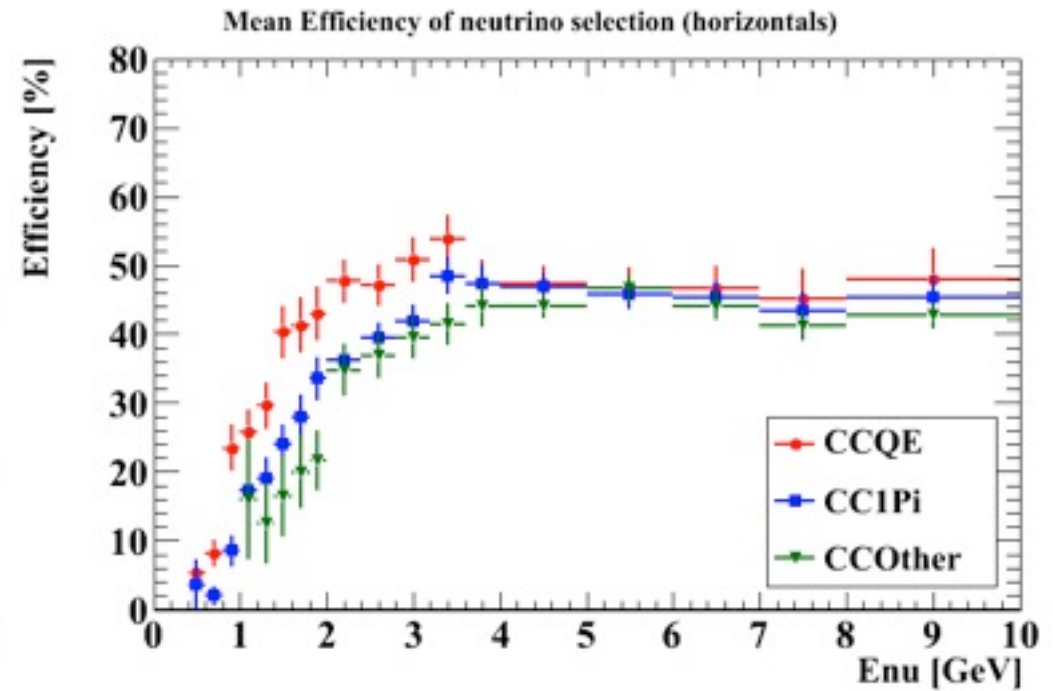 Mean Efficiency of neutrino selection (horizontals)
Efficiency [%]
80
70
60
50
40
30
20
10
0
0 1 2 3 4 5 6 7 8 9 10
Enu [GeV]
CCQE
CC1Pi
CCOther